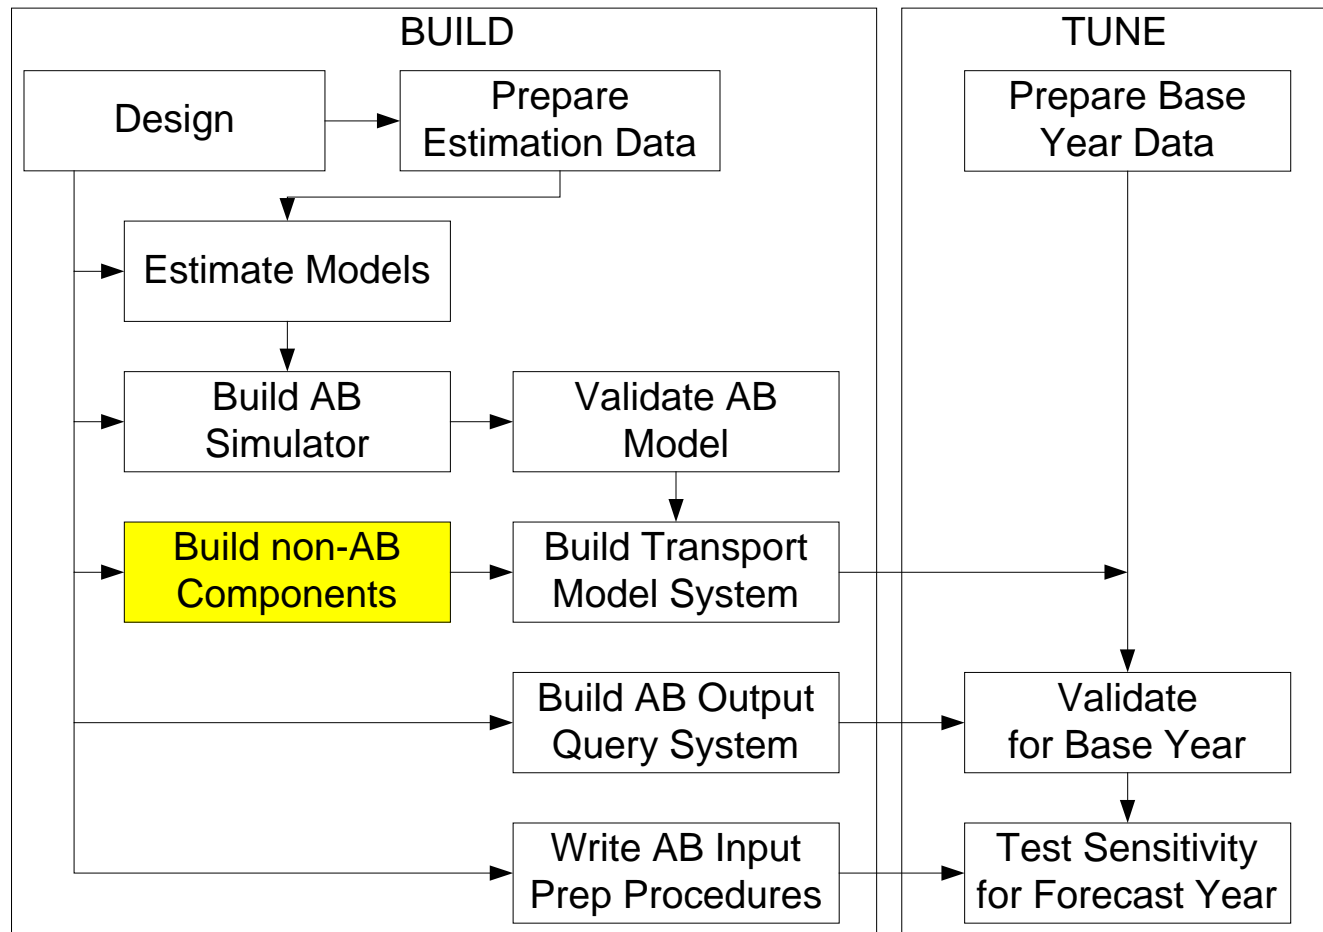 BUILD
TUNE
Design
Prepare
Estimation Data
Prepare Base
Year Data
Estimate Models
Build AB
Simulator
Validate AB
Model
Build non-AB
Components
Build Transport
Model System
Build AB Output
Query System
Validate
for Base Year
Write AB Input
Prep Procedures
Test Sensitivity
for Forecast Year